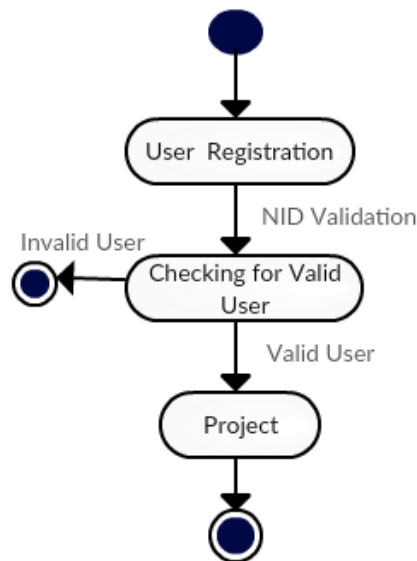 User Registration
NID Validation
Invalid User
Checking for Valid
User
Valid User
Project